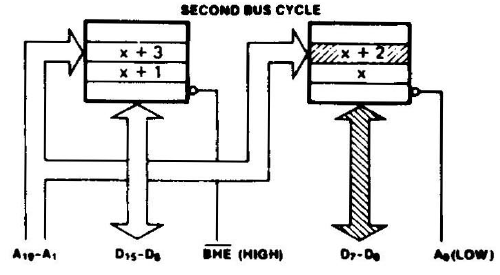 SECOND BUS CYCLE
x + 3
x + 1
x + 2
x
A19-A1
D15-D8
BHE (HIGH)
D7-D0
A0(LOW)